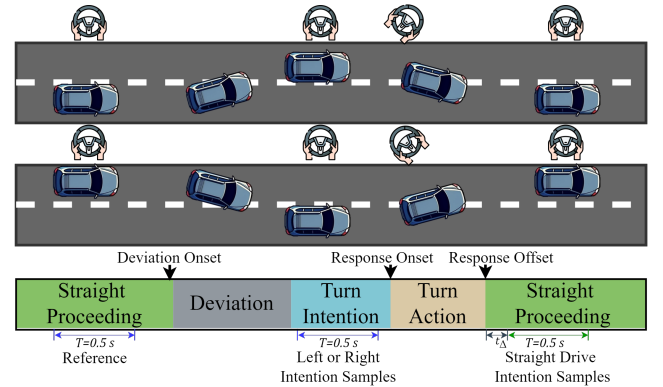 Deviation Onset
Response Onset
Response Offset
Straight
Proceeding
Deviation
Turn
Intention
Turn
Action
Straight
Proceeding
T=0.5 s
Reference
T=0.5 s
Left or Right
Intention Samples
tΔ
T=0.5 s
Straight Drive
Intention Samples